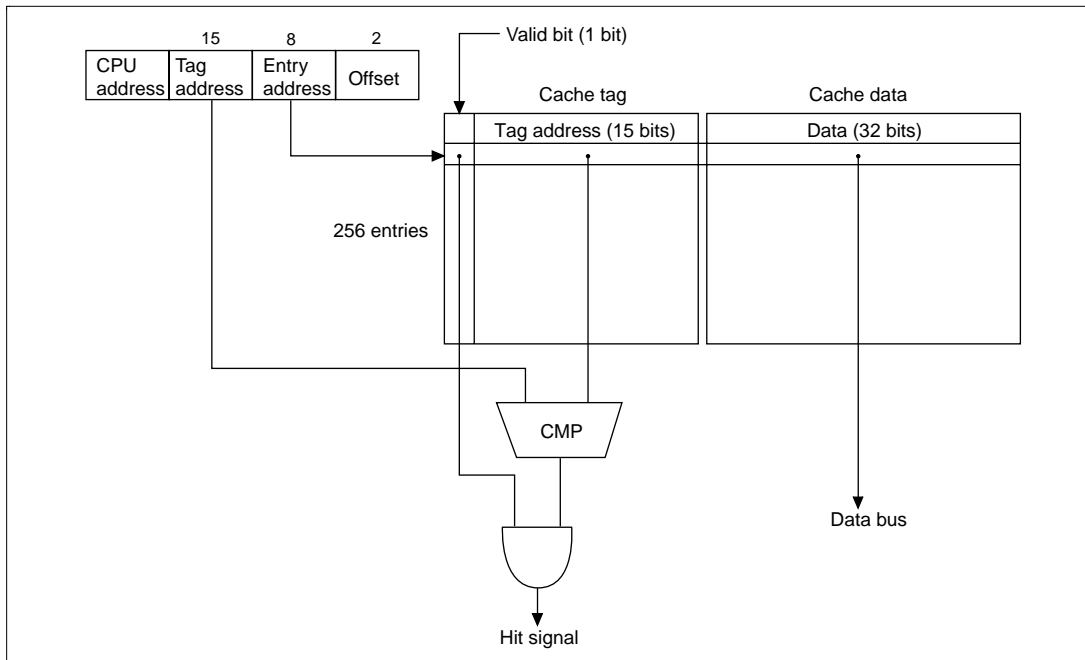 15 8 2
CPU address
Tag address
Entry address
Offset
Valid bit (1 bit)
Cache tag
Cache data
Tag address (15 bits)
Data (32 bits)
256 entries
CMP
Data bus
Hit signal